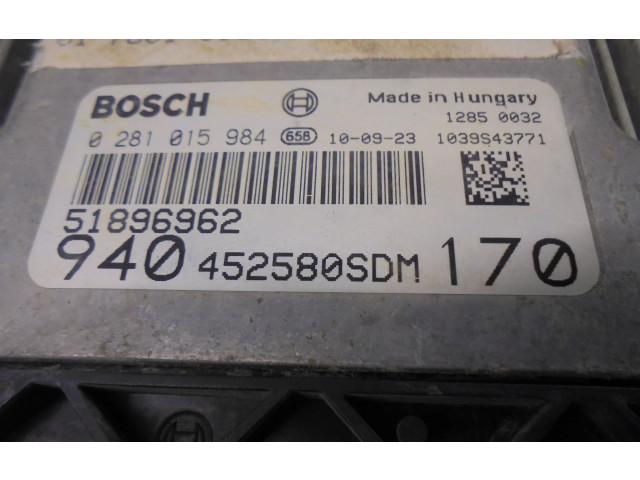 BOSCH
Made in Hungary
1285 0032
0 281 015 984 658 10-09-23 1039S43771
51896962
940 452580SDM 170